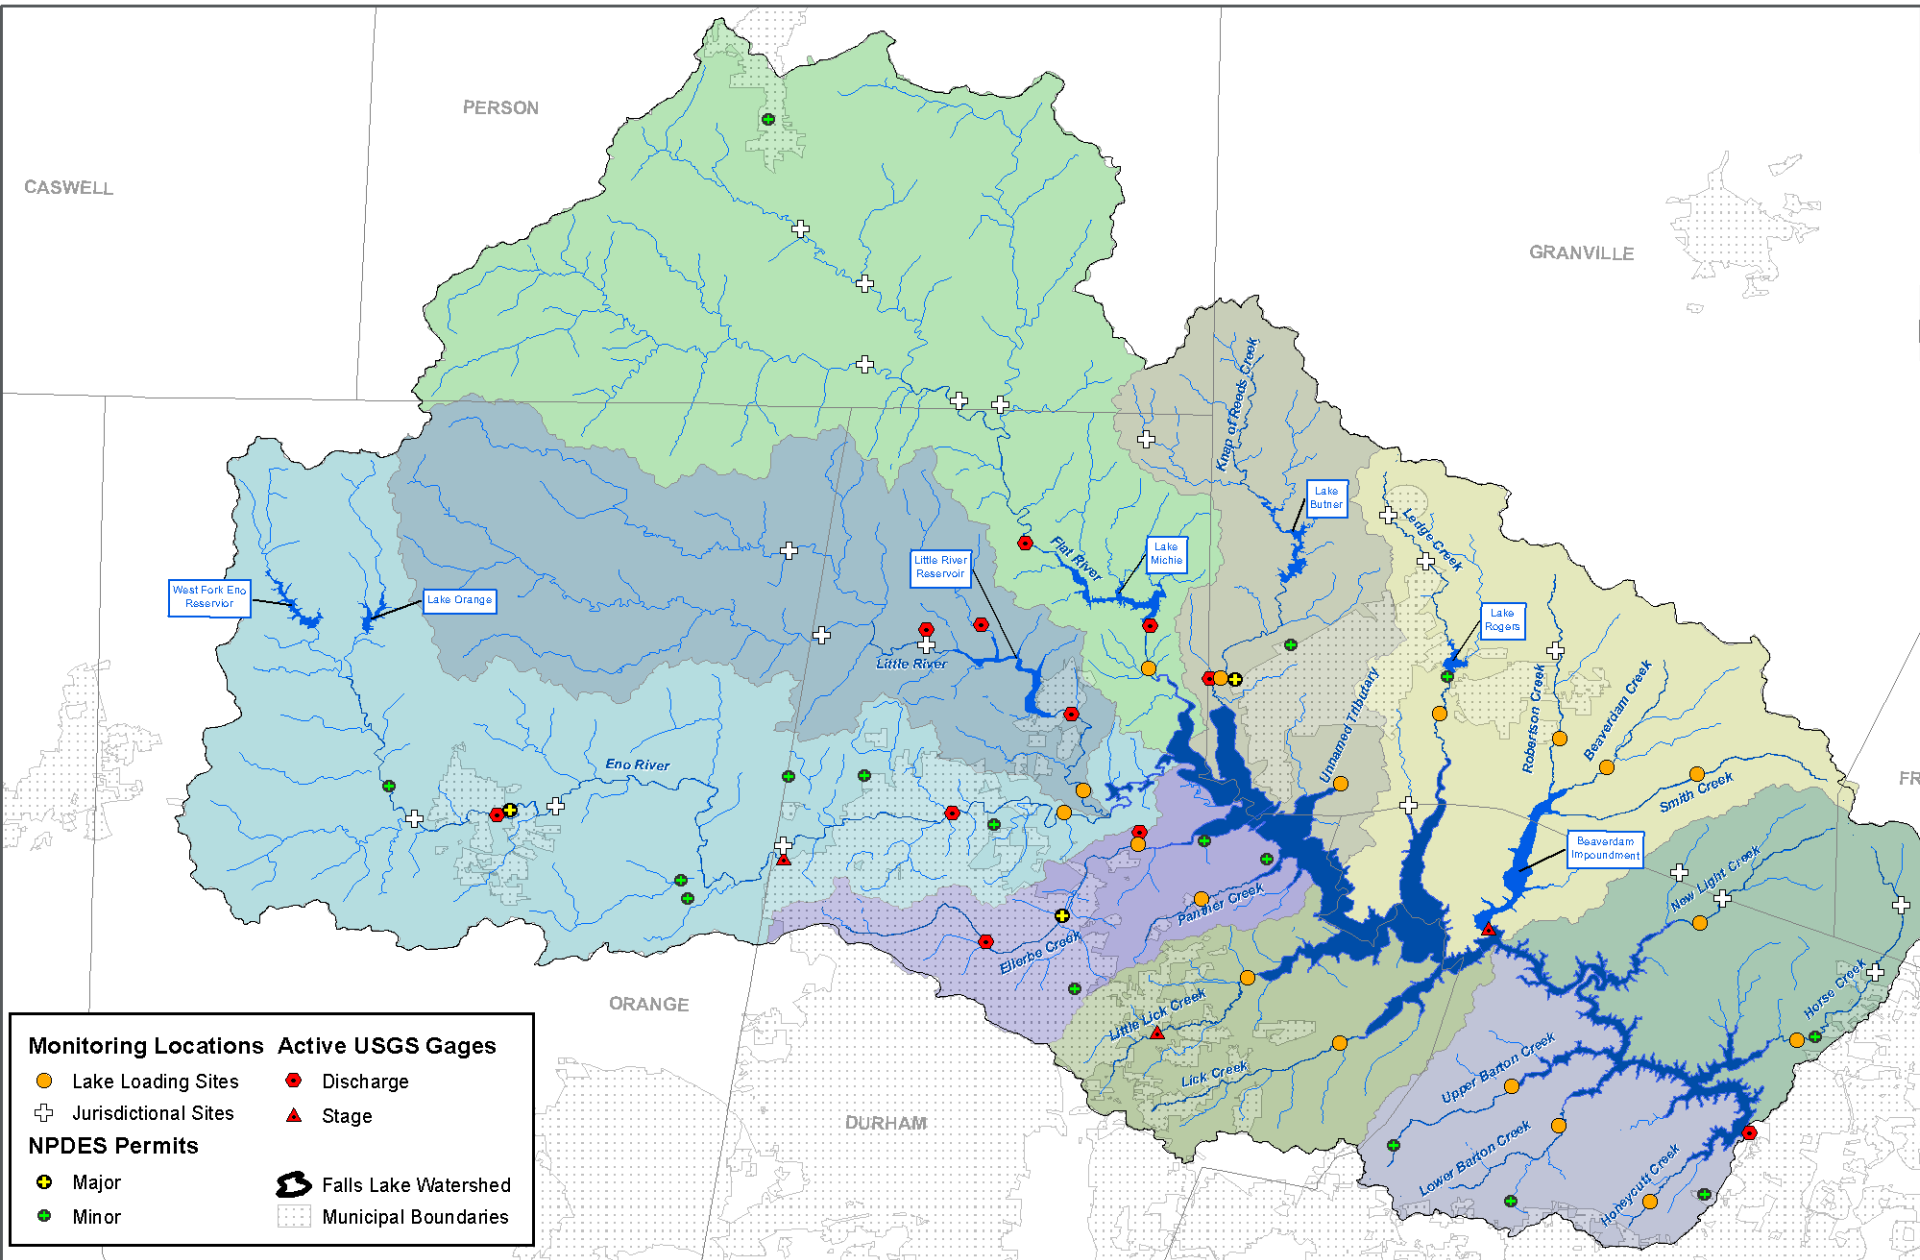 PERSON
CASWELL
GRANVILLE
Knap of Reeds Creek
Lake
Butner
Ledge Creek
Flat River
Lake
Michie
Little River
Reservoir
West Fork Eno
Reservior
Lake Orange
Lake
Rogers
Little River
Robertson Creek
Beaverdam Creek
Unnamed Tributary
Eno River
Smith Creek
FR
Beaverdam
Impoundment
New Light Creek
Panther Creek
Ellerbe Creek
Horse Creek
ORANGE
Little Lick Creek
Lick Creek
Upper Barton Creek
DURHAM
Lower Barton Creek
Honeycutt Creek
Monitoring Locations
Lake Loading Sites
Jurisdictional Sites
NPDES Permits
Major
Minor
Active USGS Gages
Discharge
Stage
Falls Lake Watershed
Municipal Boundaries